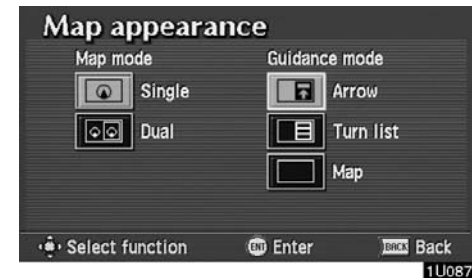 Map appearance
Map mode
Guidance mode
Single
Arrow
Dual
Turn list
Map
Select function
ENT Enter
BACK Back
1U087